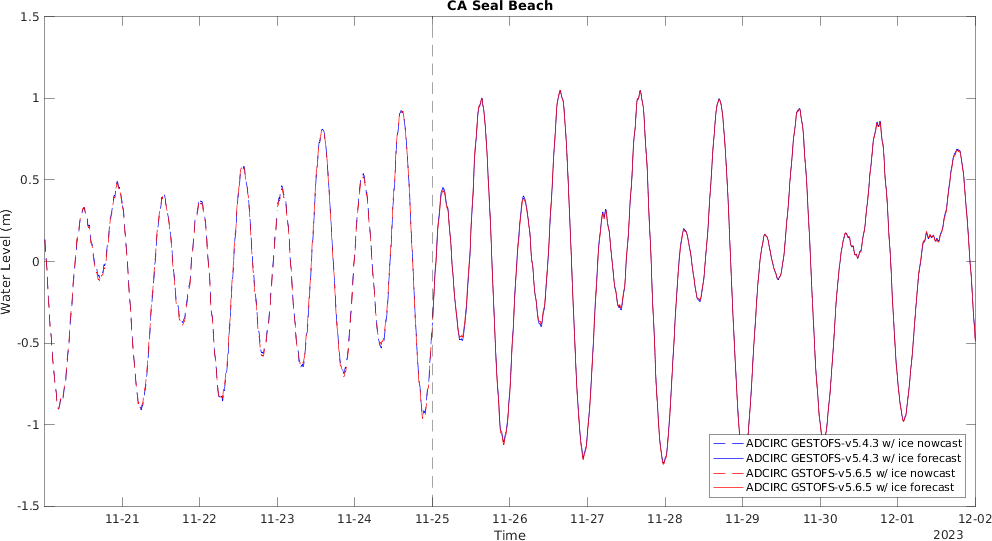 CA Seal Beach
1.5
1
0.5
0
-0.5
-1
-1.5
Water Level (m)
ADCIRC GESTOFS-v5.4.3 w/ ice nowcast
ADCIRC GESTOFS-v5.4.3 w/ ice forecast
ADCIRC GSTOFS-v5.6.5 w/ ice nowcast
ADCIRC GSTOFS-v5.6.5 w/ ice forecast
11-21 11-22 11-23 11-24 11-25 11-26 11-27 11-28 11-29 11-30 12-01 12-02
Time
2023